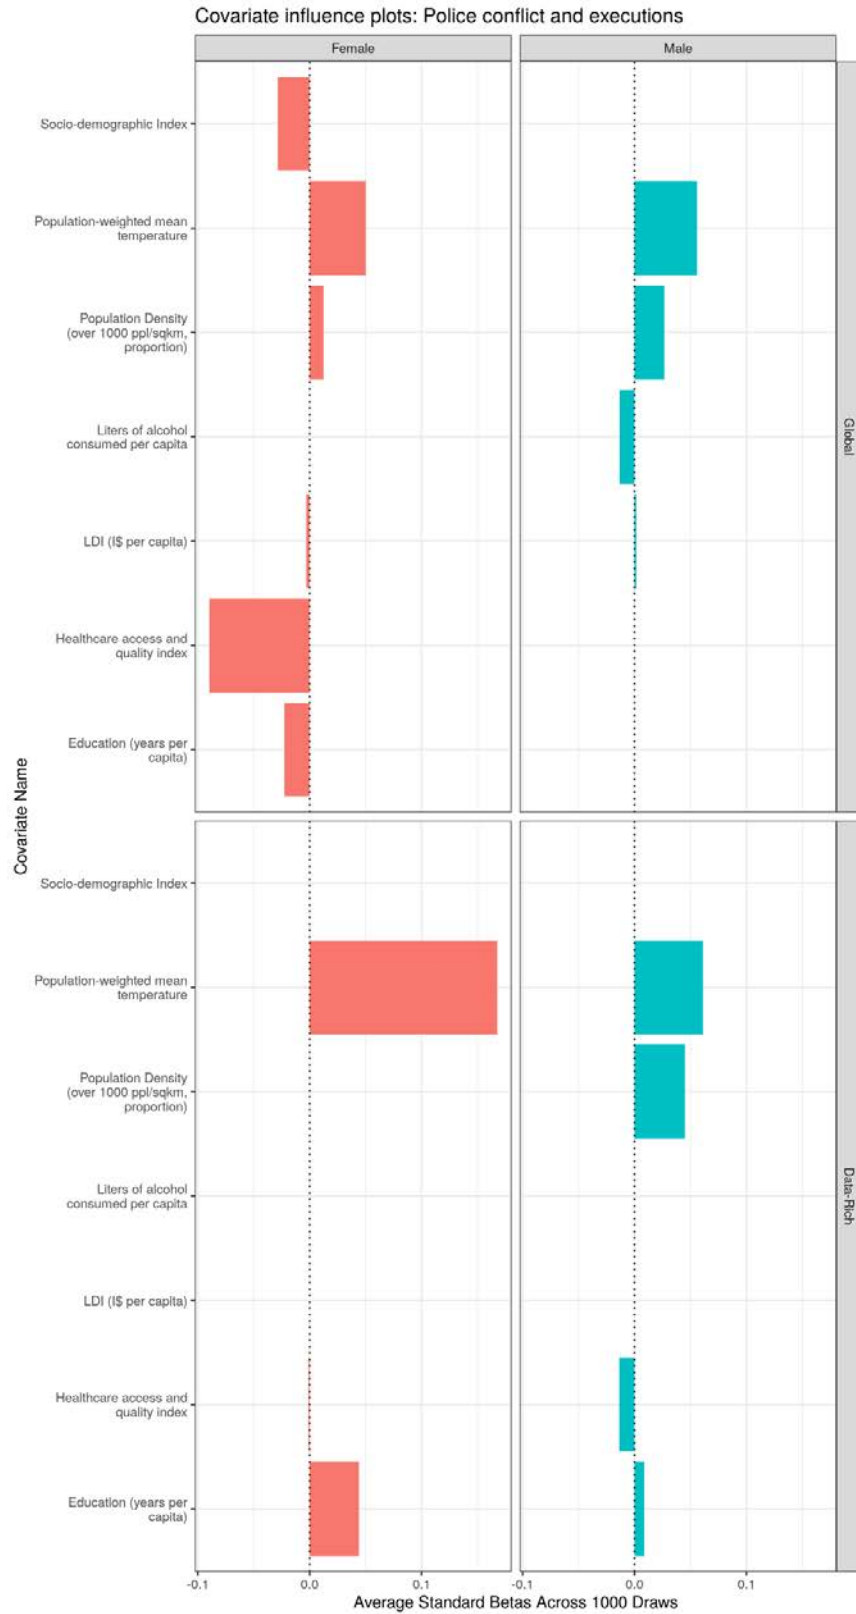 Covariate influence plots: Police conflict and executions
Female
Male
Socio-demographic Index
Population-weighted mean
temperature
Population Density
(over 1000 ppl/sqkm,
proportion)
Liters of alcohol
consumed per capita
LDI (I$ per capita)
Healthcare access and
quality index
Education (years per
capita)
Global
Covariate Name
Socio-demographic Index
Population-weighted mean
temperature
Population Density
(over 1000 ppl/sqkm,
proportion)
Liters of alcohol
consumed per capita
LDI (I$ per capita)
Healthcare access and
quality index
Education (years per
capita)
Data-Rich
-0.1 0.0 0.1 -0.1 0.0 0.1
Average Standard Betas Across 1000 Draws